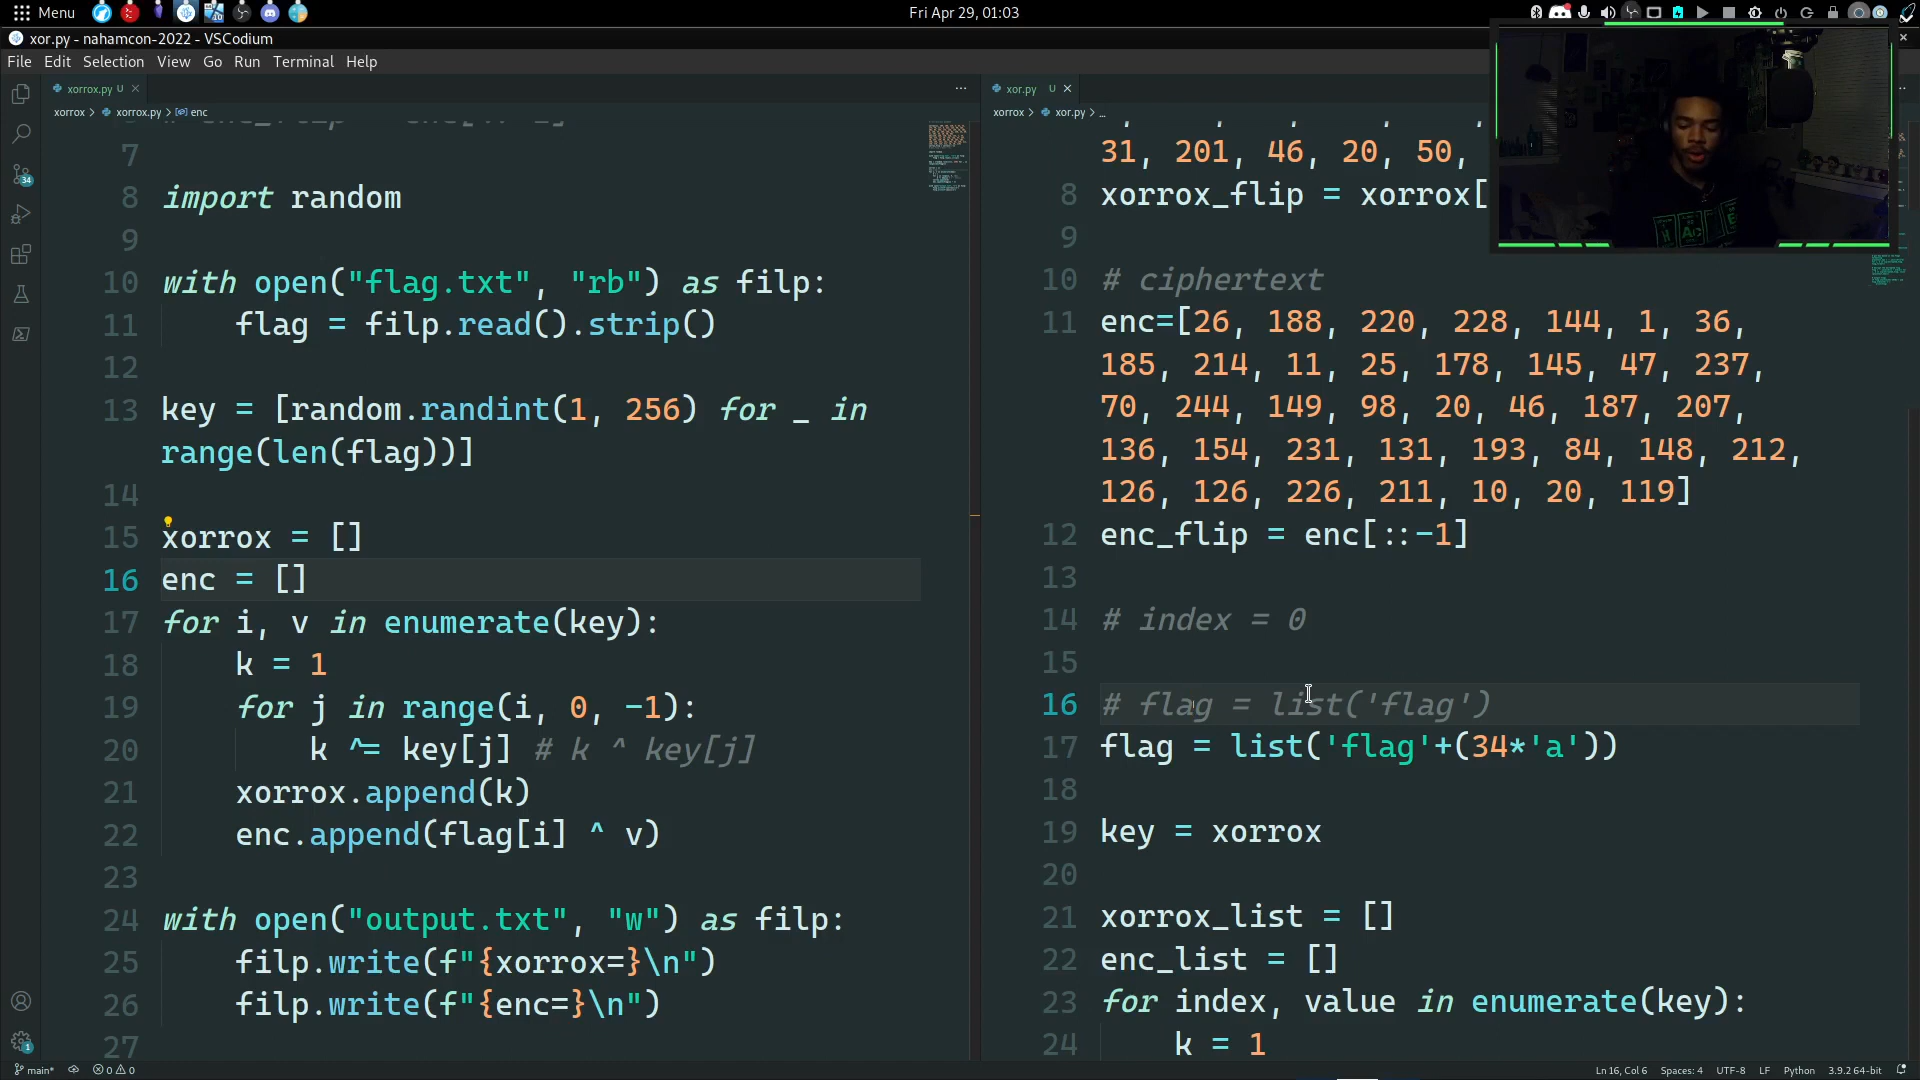 Menu
Fri Apr 29, 01:03
xor.py - nahamcon-2022 - VSCodium
File Edit Selection View Go Run Terminal Help
xorrox.py U
xorrox > xorrox.py > enc
7
8 import random
9
10 with open("flag.txt", "rb") as filp:
11 flag = filp.read().strip()
12
13 key = [random.randint(1, 256) for _ in
range(len(flag))]
14
15 xorrox = []
16 enc = []
17 for i, v in enumerate(key):
18 k = 1
19 for j in range(i, 0, -1):
20 k ^= key[j] # k ^ key[j]
21 xorrox.append(k)
22 enc.append(flag[i] ^ v)
23
24 with open("output.txt", "w") as filp:
25 filp.write(f"{xorrox=}\n")
26 filp.write(f"{enc=}\n")
27
xor.py U
xorrox > xor.py > ...
31, 201, 46, 20, 50,
8 xorrox_flip = xorrox[
9
10 # ciphertext
11 enc=[26, 188, 220, 228, 144, 1, 36,
185, 214, 11, 25, 178, 145, 47, 237,
70, 244, 149, 98, 20, 46, 187, 207,
136, 154, 231, 131, 193, 84, 148, 212,
126, 126, 226, 211, 10, 20, 119]
12 enc_flip = enc[::-1]
13
14 # index = 0
15
16 # flag = list('flag')
17 flag = list('flag'+(34*'a'))
18
19 key = xorrox
20
21 xorrox_list = []
22 enc_list = []
23 for index, value in enumerate(key):
24 k = 1
34
1
main* 0 0
Ln 16, Col 6 Spaces: 4 UTF-8 LF Python 3.9.2 64-bit